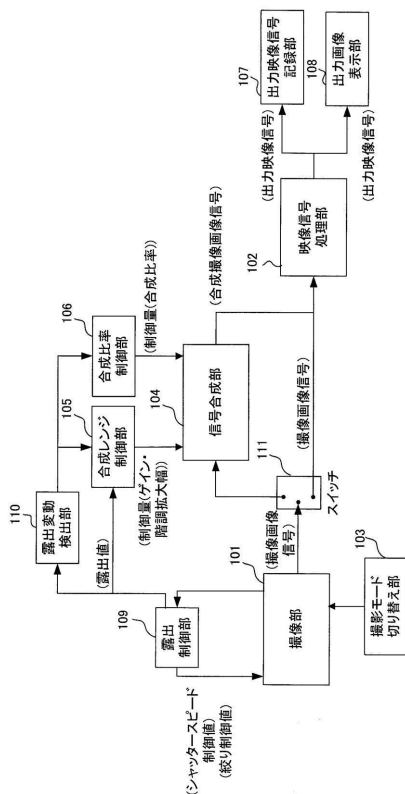 110
露出変動
検出部
106
合成比率
制御部
105
合成レンジ
制御部
(露出値)
(制御量(合成比率))
(制御量(ゲイン・
階調拡大幅))
109
露出
制御部
(シャッタースピード
制御値)
(絞り制御値)
104
信号合成部
(合成撮像画像信号)
101
撮像部
(撮像画像
信号)
111
スイッチ
(撮像画像信号)
103
撮影モード
切り替え部
102
映像信号
処理部
(出力映像信号)
(出力映像信号)
107
出力映像信号
記録部
108
出力画像
表示部